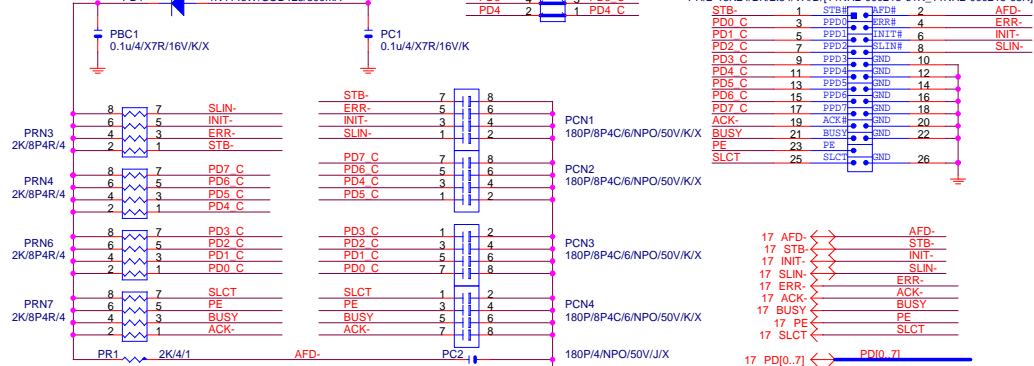 PD4 2 1 PD4_C
PBC1
0.1u/4/X7R/16V/K/X
PC1
0.1u/4/X7R/16V/K
STB- 1 STB# AFD# 2 AFD-
PD0_C 3 PPD0 ERR# 4 ERR-
PD1_C 5 PPD1 INIT# 6 INIT-
PD2_C 7 PPD2 SLIN# 8 SLIN-
PD3_C 9 PPD3 GND 10
PD4_C 11 PPD4 GND 12
PD5_C 13 PPD5 GND 14
PD6_C 15 PPD6 GND 16
PD7_C 17 PPD7 GND 18
ACK- 19 ACK# GND 20
BUSY 21 BUSY GND 22
PE 23 PE
SLCT 25 SLCT GND 26
PRN3
2K/8P4R/4
8 7 SLIN-
6 5 INIT-
4 3 ERR-
2 1 STB-
PRN4
2K/8P4R/4
8 7 PD7_C
6 5 PD6_C
4 3 PD5_C
2 1 PD4_C
PRN6
2K/8P4R/4
8 7 PD3_C
6 5 PD2_C
4 3 PD1_C
2 1 PD0_C
PRN7
2K/8P4R/4
8 7 SLCT
6 5 PE
4 3 BUSY
2 1 ACK-
PR1 2K/4/1 AFD- PC2 180P/4/NPO/50V/J/X
STB- 7 8
ERR- 5 6
INIT- 3 4
SLIN- 1 2
PCN1
180P/8P4C/6/NPO/50V/K/X
PD7_C 7 8
PD6_C 5 6
PD4_C 3 4
PD5_C 1 2
PCN2
180P/8P4C/6/NPO/50V/K/X
PD3_C 1 2
PD2_C 3 4
PD1_C 5 6
PD0_C 7 8
PCN3
180P/8P4C/6/NPO/50V/K/X
SLCT 1 2
PE 3 4
BUSY 5 6
ACK- 7 8
PCN4
180P/8P4C/6/NPO/50V/K/X
17 AFD- AFD-
17 STB- STB-
17 INIT- INIT-
17 SLIN- SLIN-
17 ERR- ERR-
17 ACK- ACK-
17 BUSY BUSY
17 PE PE
17 SLCT SLCT
17 PD[0..7] PD[0..7]